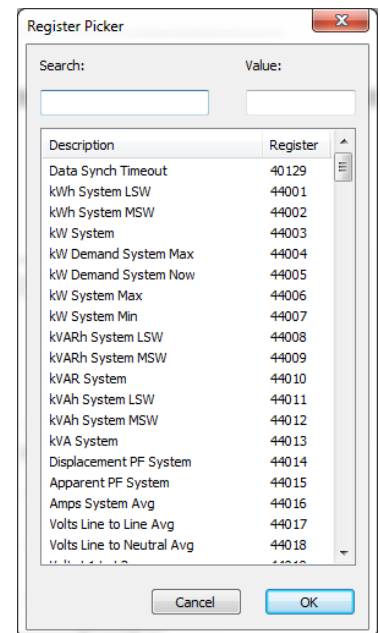 Register Picker
Search: Value:
Description Register
Data Synch Timeout 40129
kWh System LSW 44001
kWh System MSW 44002
kW System 44003
kW Demand System Max 44004
kW Demand System Now 44005
kW System Max 44006
kW System Min 44007
kVARh System LSW 44008
kVARh System MSW 44009
kVAR System 44010
kVAh System LSW 44011
kVAh System MSW 44012
kVA System 44013
Displacement PF System 44014
Apparent PF System 44015
Amps System Avg 44016
Volts Line to Line Avg 44017
Volts Line to Neutral Avg 44018
Cancel OK